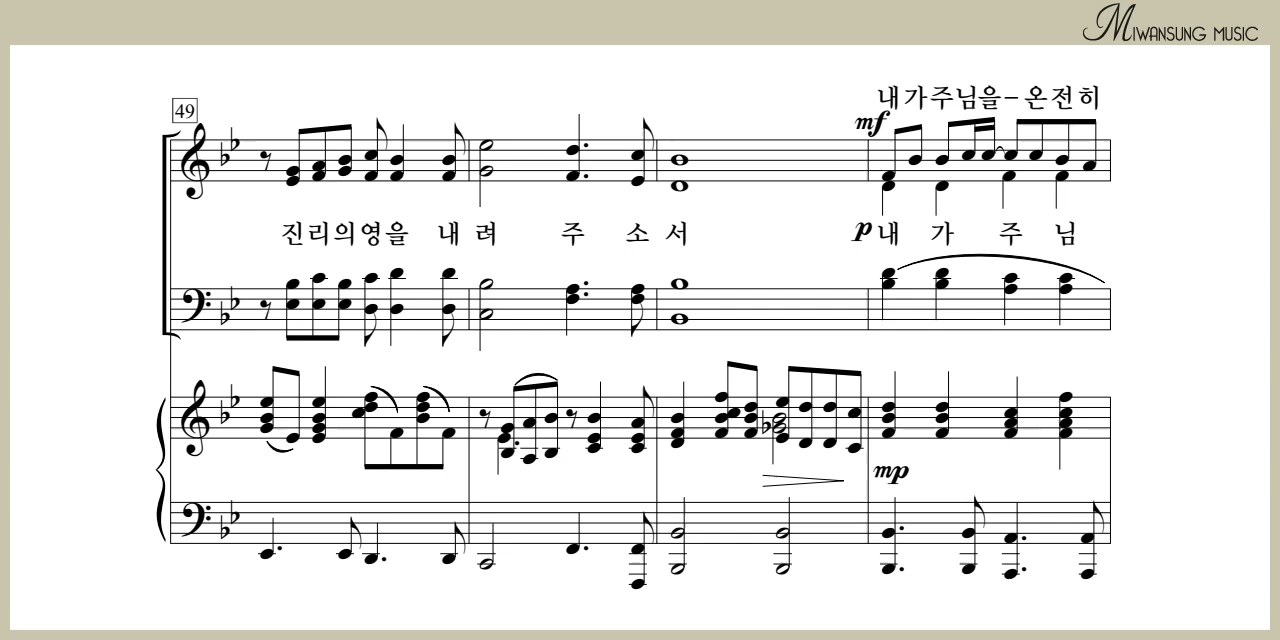 MIWANSUNG MUSIC
49
내가주님을–온전히
mf
진리의영을 내 려 주 소 서
p 내 가 주 님
mp